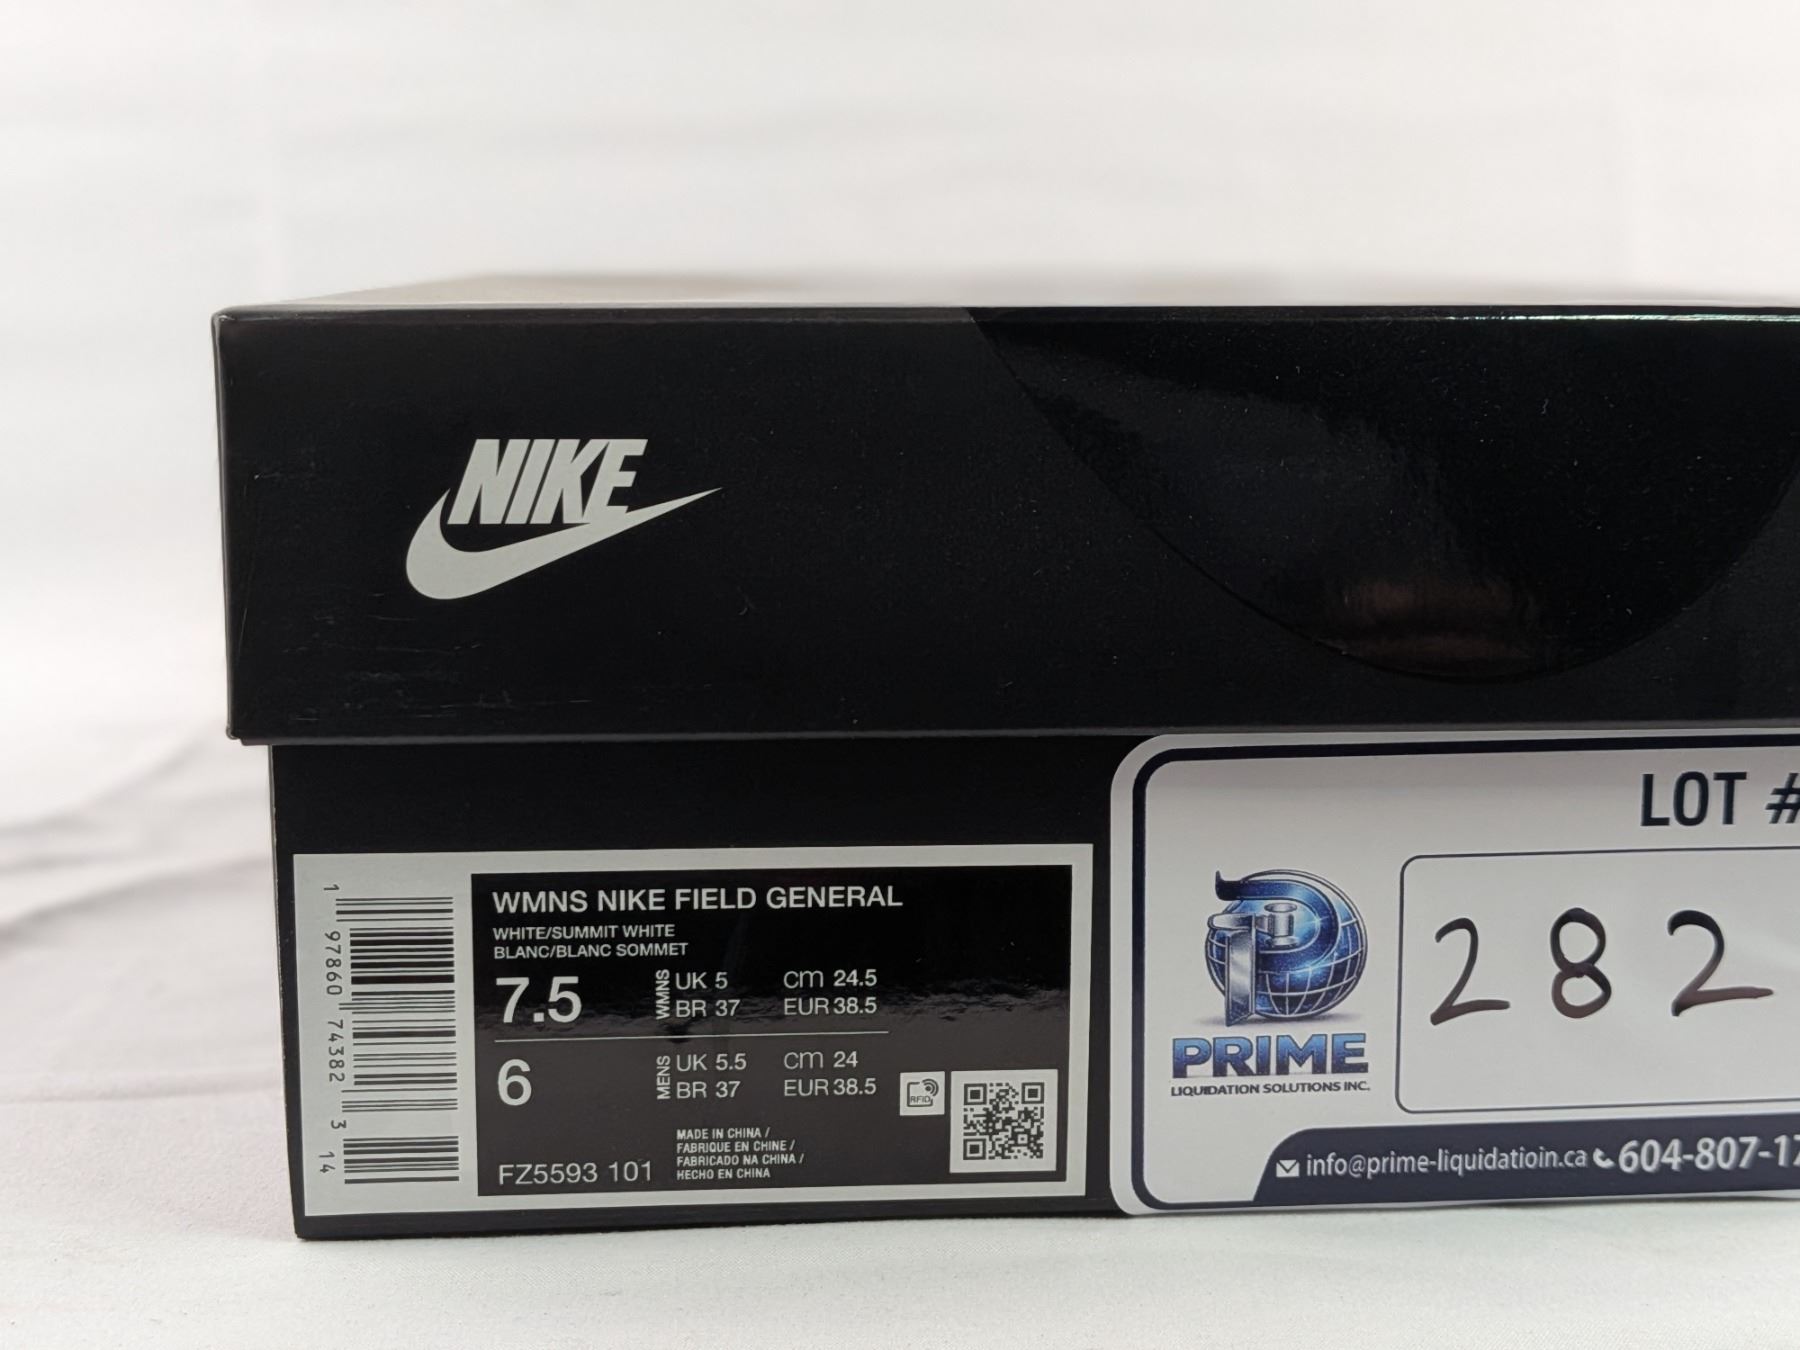 NIKE
WMNS NIKE FIELD GENERAL
WHITE/SUMMIT WHITE
BLANC/BLANC SOMMET
7.5 WMNS UK 5 cm 24.5
BR 37 EUR 38.5
6 MENS UK 5.5 cm 24
BR 37 EUR 38.5
RFID
MADE IN CHINA /
FABRIQUE EN CHINE /
FABRICADO NA CHINA /
HECHO EN CHINA
FZ5593 101
1 97860 74382 3 14
LOT #
282
PRIME
LIQUIDATION SOLUTIONS INC.
info@prime-liquidatioin.ca 604-807-17